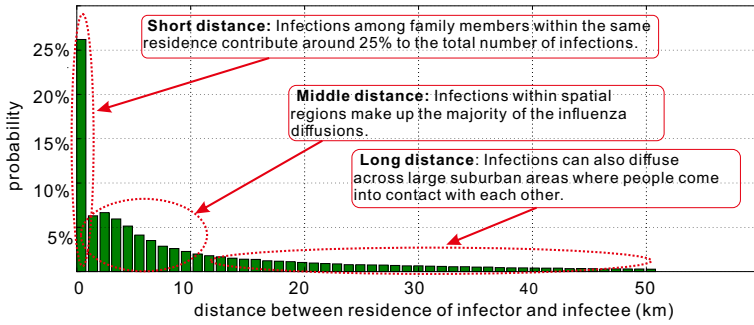 Short distance: Infections among family members within the same
residence contribute around 25% to the total number of infections.
Middle distance: Infections within spatial
regions make up the majority of the influenza
diffusions.
Long distance: Infections can also diffuse
across large suburban areas where people come
into contact with each other.
probability
25%
20%
15%
10%
5%
0 10 20 30 40 50
distance between residence of infector and infectee (km)